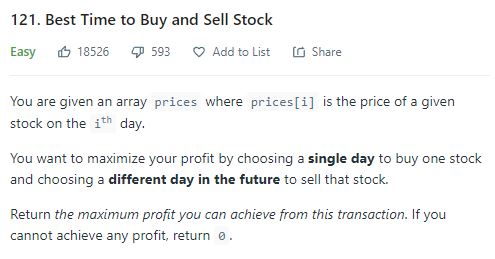 121. Best Time to Buy and Sell Stock
Easy 18526 593 Add to List Share
You are given an array prices where prices[i] is the price of a given
stock on the ith day.
You want to maximize your profit by choosing a single day to buy one stock
and choosing a different day in the future to sell that stock.
Return the maximum profit you can achieve from this transaction. If you
cannot achieve any profit, return 0.